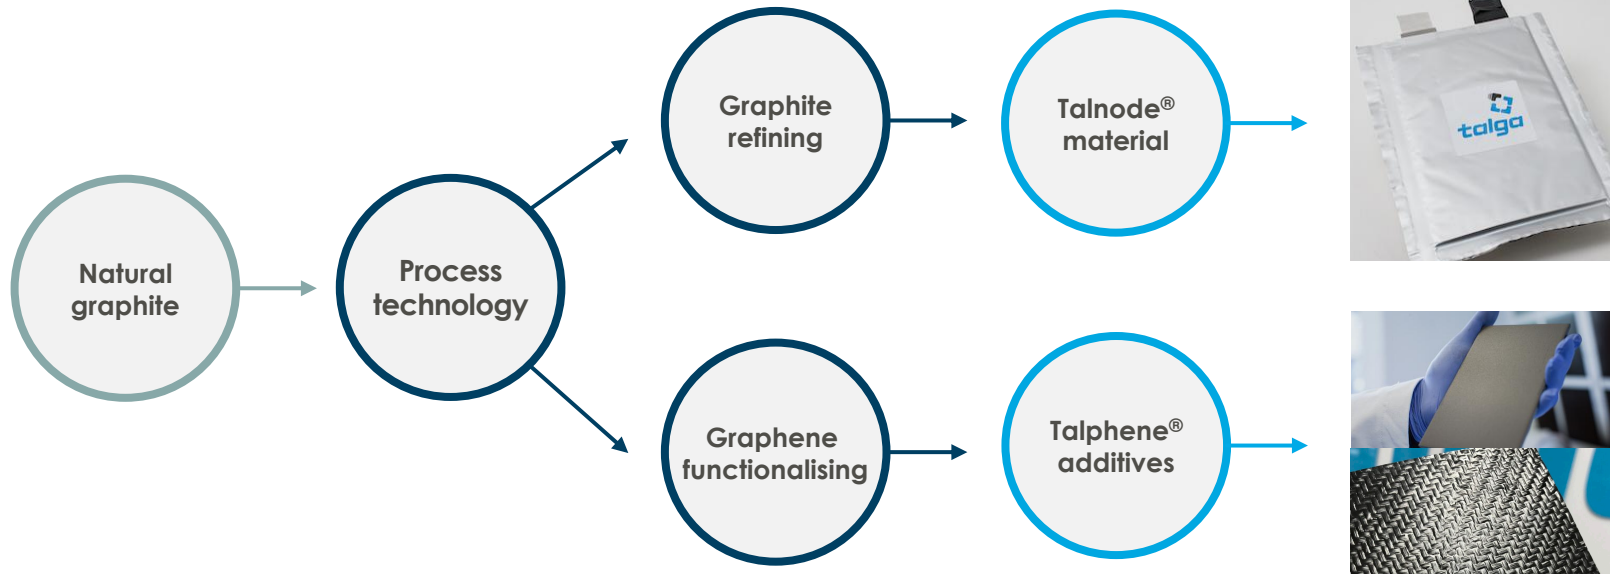 Natural
graphite
Process
technology
Graphite
refining
Talnode®
material
talga
Graphene
functionalising
Talphene®
additives